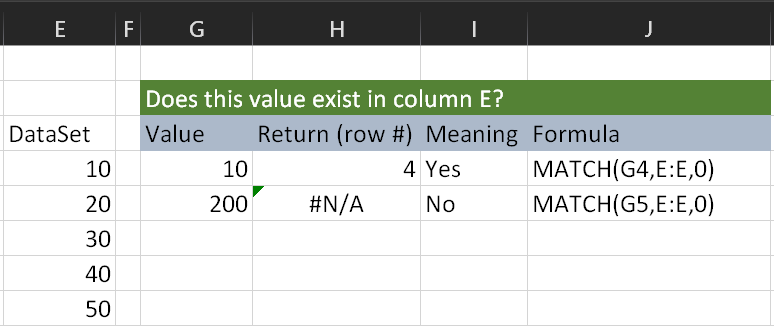 E F G H I J
Does this value exist in column E?
DataSet Value Return (row #) Meaning Formula
10 10 4 Yes MATCH(G4,E:E,0)
20 200 #N/A No MATCH(G5,E:E,0)
30
40
50